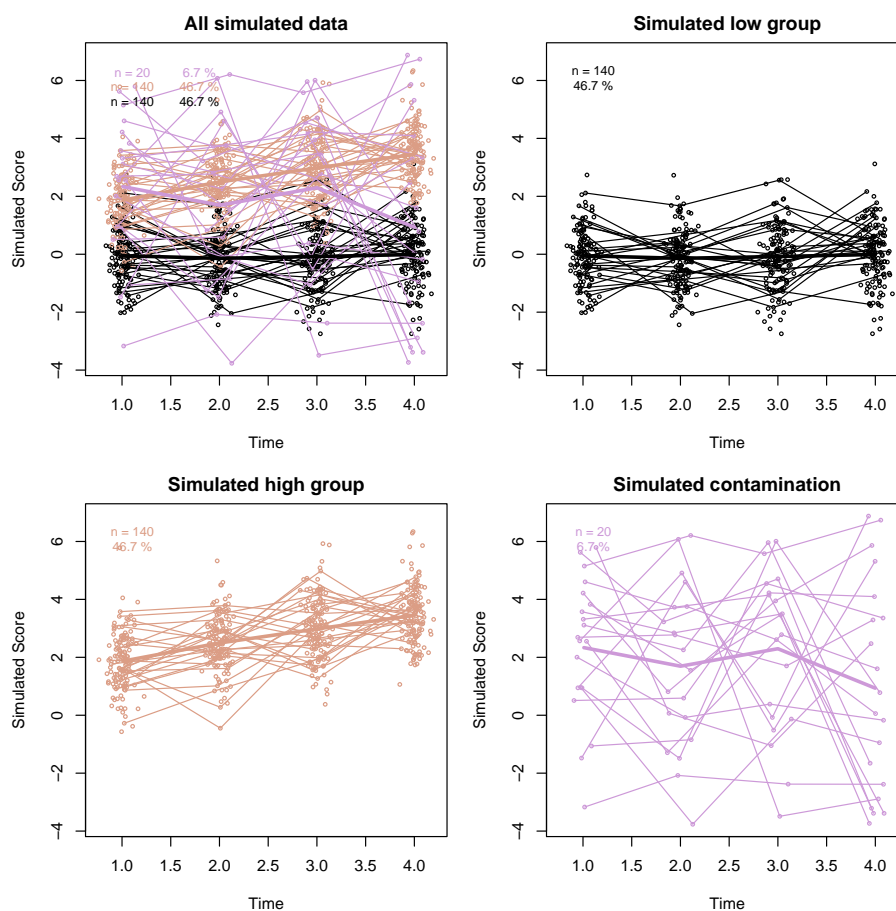 All simulated data
n = 20 6.7 %
n = 140 46.7 %
n = 140 46.7 %
6
4
2
0
−2
−4
Simulated Score
1.0 1.5 2.0 2.5 3.0 3.5 4.0
Time
Simulated low group
n = 140
46.7 %
6
4
2
0
−2
−4
Simulated Score
1.0 1.5 2.0 2.5 3.0 3.5 4.0
Time
Simulated high group
n = 140
46.7 %
6
4
2
0
−2
−4
Simulated Score
1.0 1.5 2.0 2.5 3.0 3.5 4.0
Time
Simulated contamination
n = 20
6.7 %
6
4
2
0
−2
−4
Simulated Score
1.0 1.5 2.0 2.5 3.0 3.5 4.0
Time